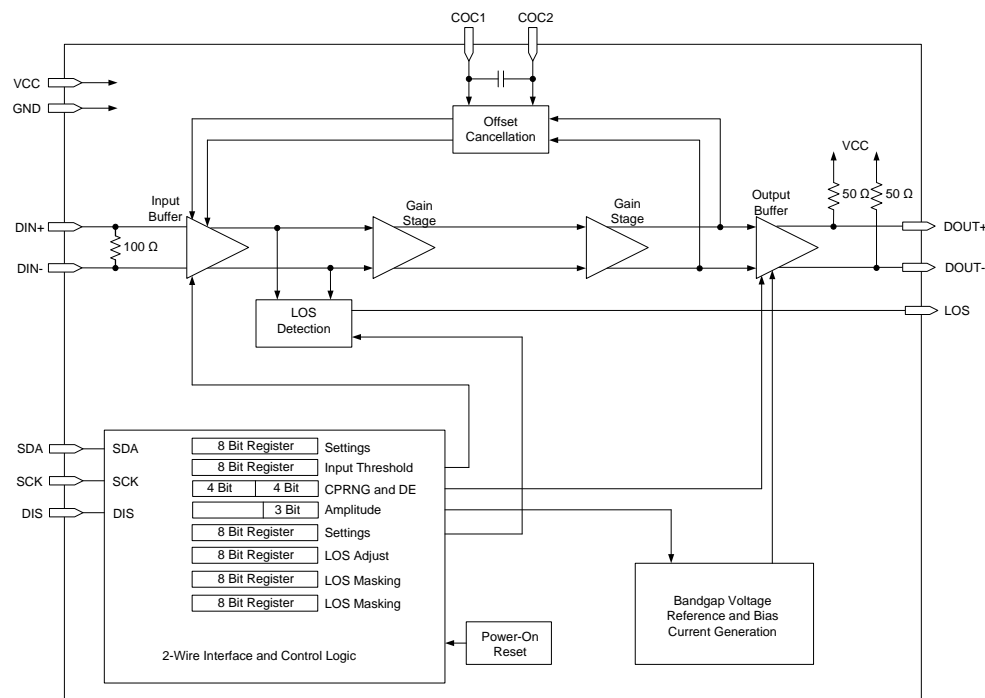 COC1
COC2
VCC
GND
Offset
Cancellation
VCC
50 Ω
50 Ω
Input
Buffer
Gain
Stage
Gain
Stage
Output
Buffer
DIN+
100 Ω
DIN-
DOUT+
DOUT-
LOS
Detection
LOS
SDA
SDA
8 Bit Register
Settings
8 Bit Register
Input Threshold
SCK
SCK
4 Bit
4 Bit
CPRNG and DE
DIS
DIS
3 Bit
Amplitude
8 Bit Register
Settings
8 Bit Register
LOS Adjust
8 Bit Register
LOS Masking
8 Bit Register
LOS Masking
2-Wire Interface and Control Logic
Power-On
Reset
Bandgap Voltage
Reference and Bias
Current Generation